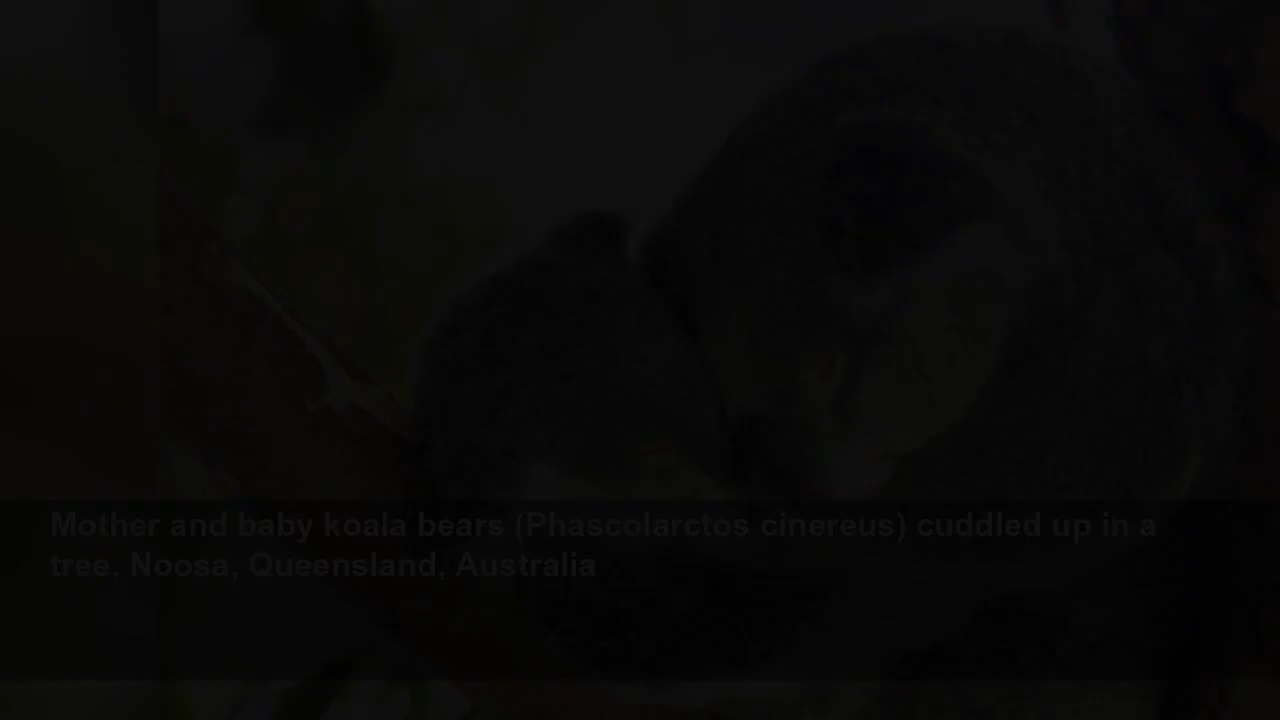 Mother and baby koala bears (Phascolarctos cinereus) cuddled up in a
tree, Noosa, Queensland, Australia